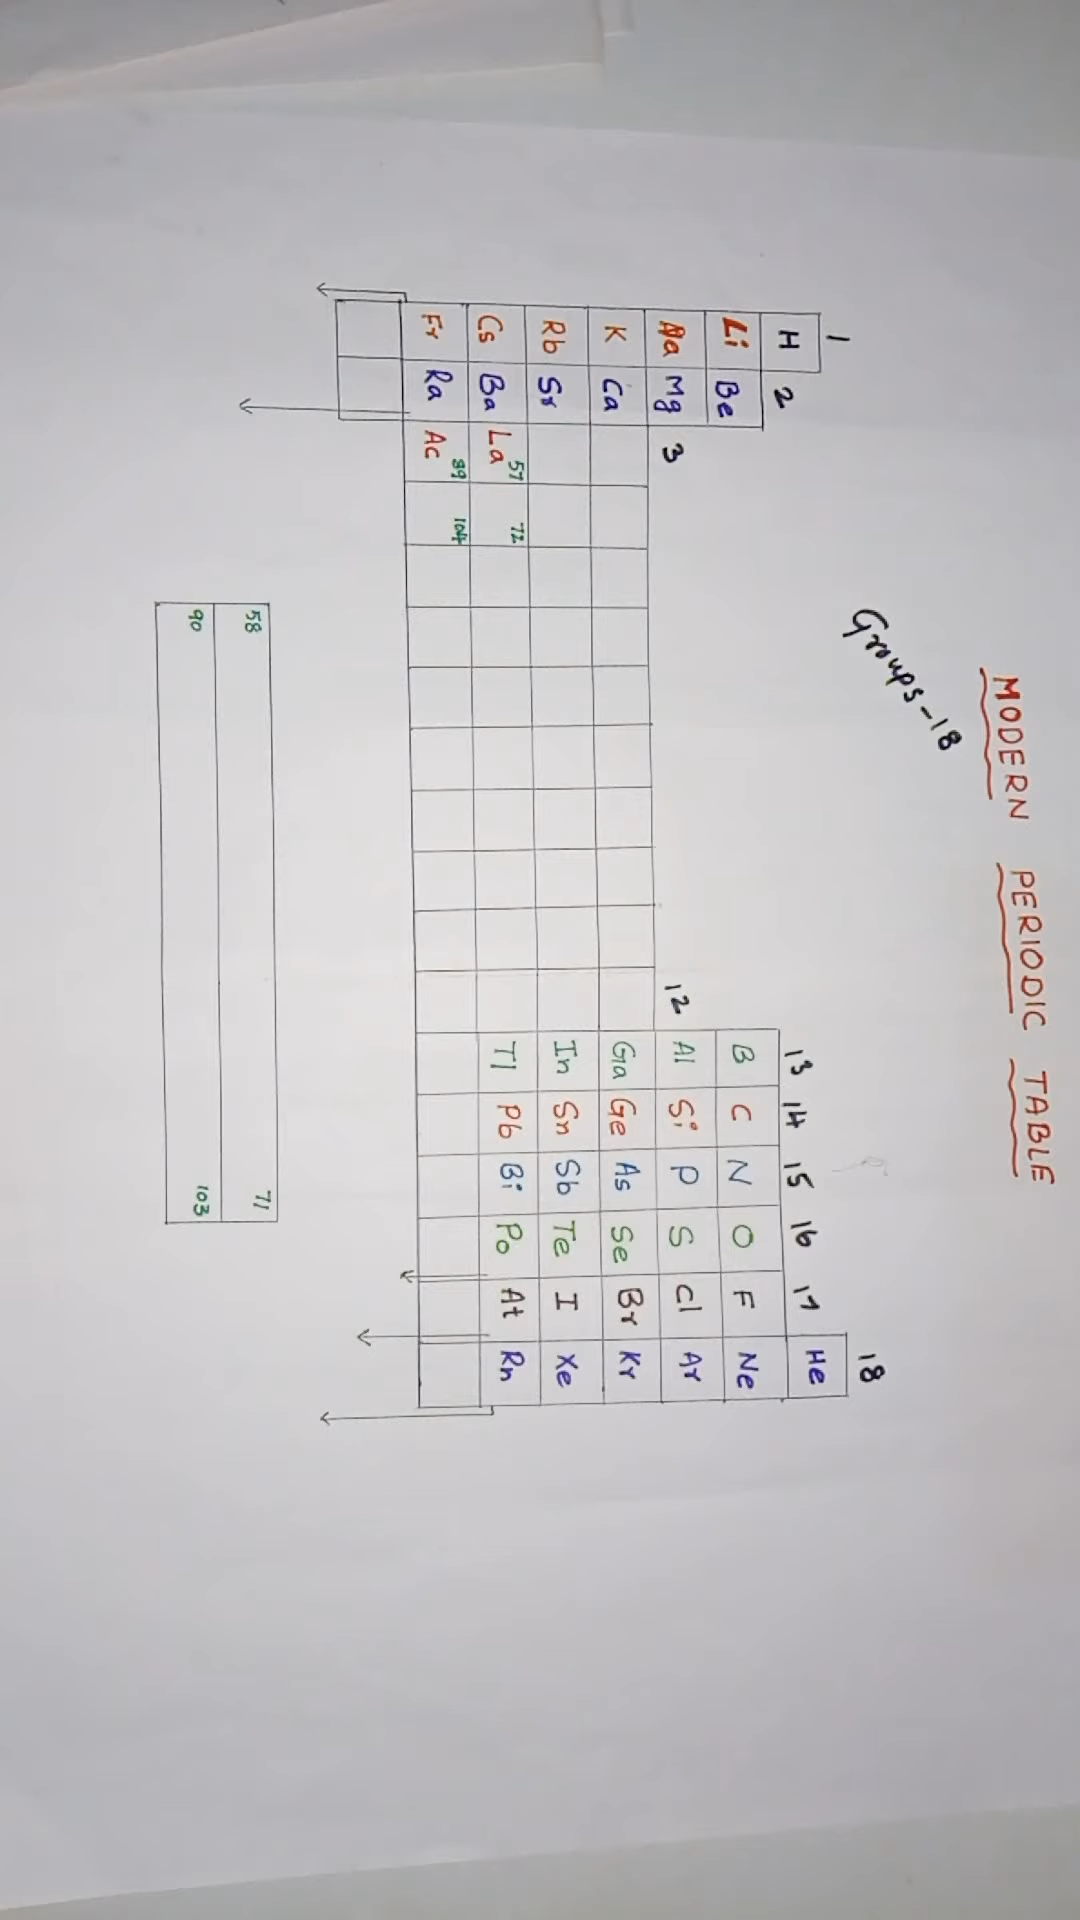 MODERN PERIODIC TABLE
Groups-18
1 18
H 2 13 14 15 16 17 He
Li Be B C N O F Ne
Na Mg 3 12 Al Si P S Cl Ar
K Ca Ga Ge As Se Br Kr
Rb Sr In Sn Sb Te I Xe
Cs Ba La 57 72 Tl Pb Bi Po At Rn
Fr Ra Ac 89 104
58 71
90 103